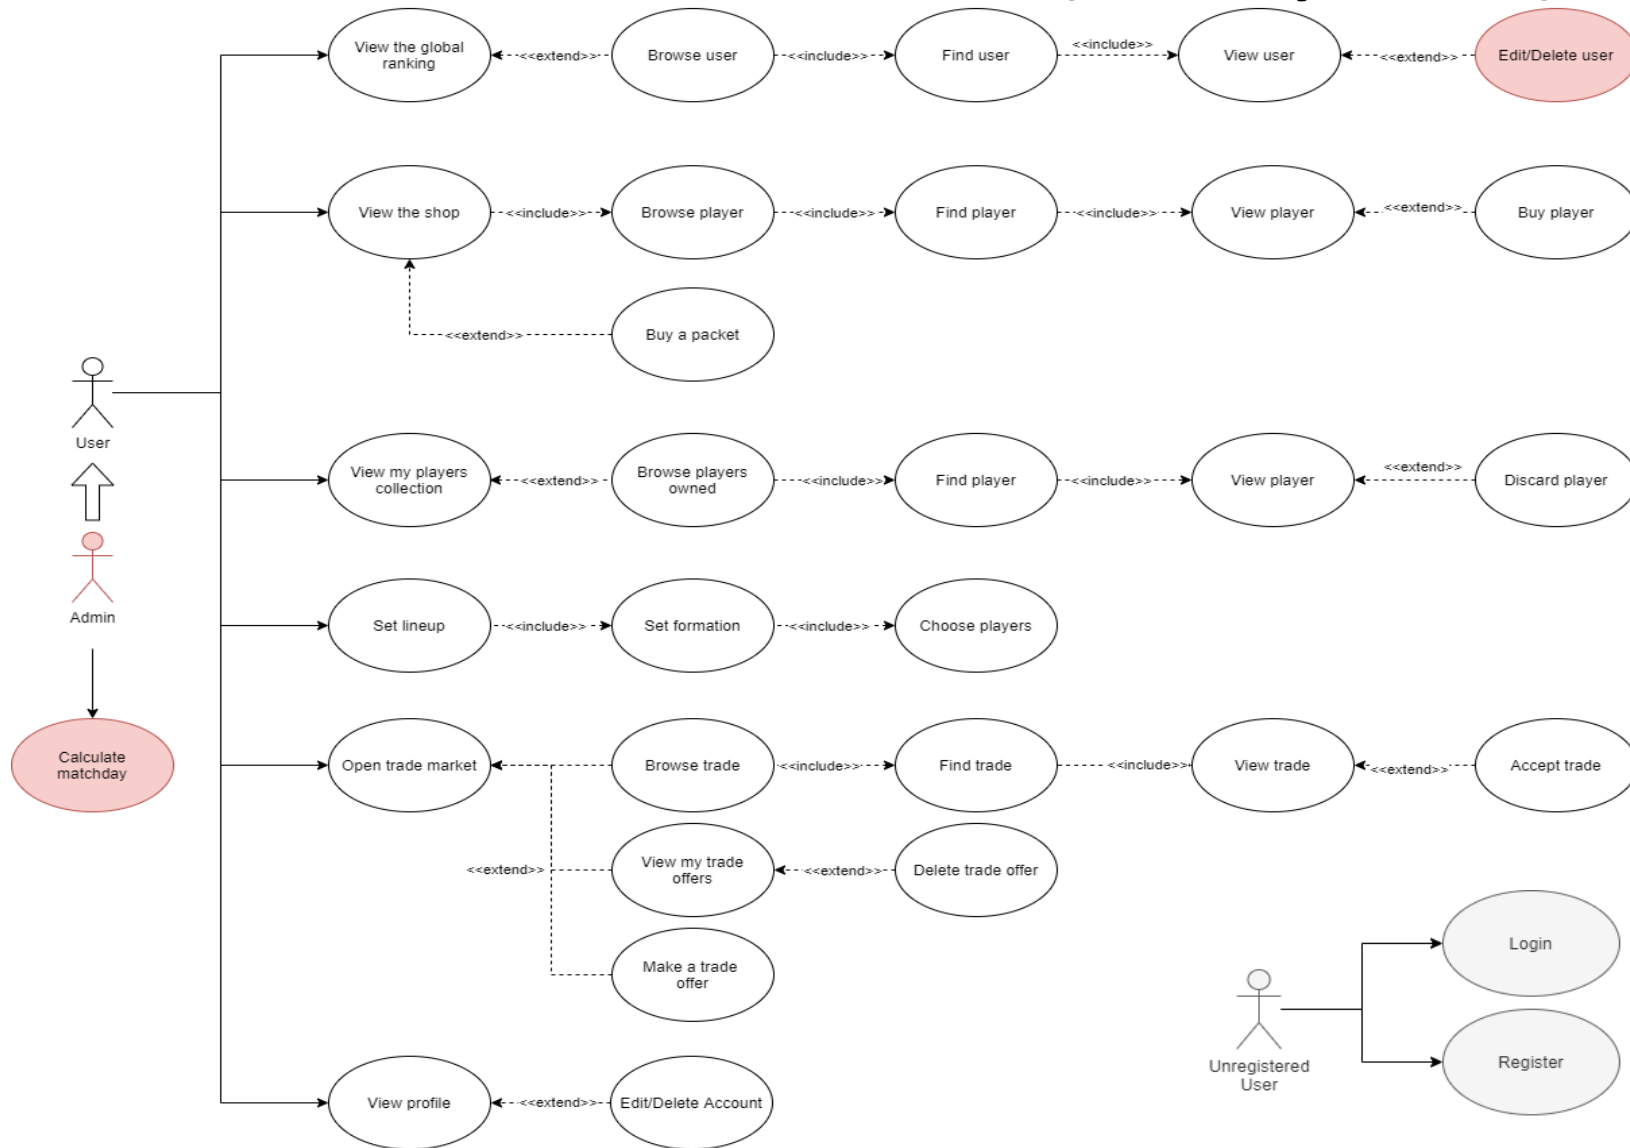 View the global
ranking
<<extend>>
Browse user
<<include>>
Find user
<<include>>
View user
<<extend>>
Edit/Delete user
View the shop
<<include>>
Browse player
<<include>>
Find player
<<include>>
View player
<<extend>>
Buy player
<<extend>>
Buy a packet
User
View my players
collection
<<extend>>
Browse players
owned
<<include>>
Find player
<<include>>
View player
<<extend>>
Discard player
Admin
Set lineup
<<include>>
Set formation
<<include>>
Choose players
Calculate
matchday
Open trade market
Browse trade
<<include>>
Find trade
<<include>>
View trade
<<extend>>
Accept trade
<<extend>>
View my trade
offers
<<extend>>
Delete trade offer
Make a trade
offer
Login
Unregistered
User
Register
View profile
<<extend>>
Edit/Delete Account